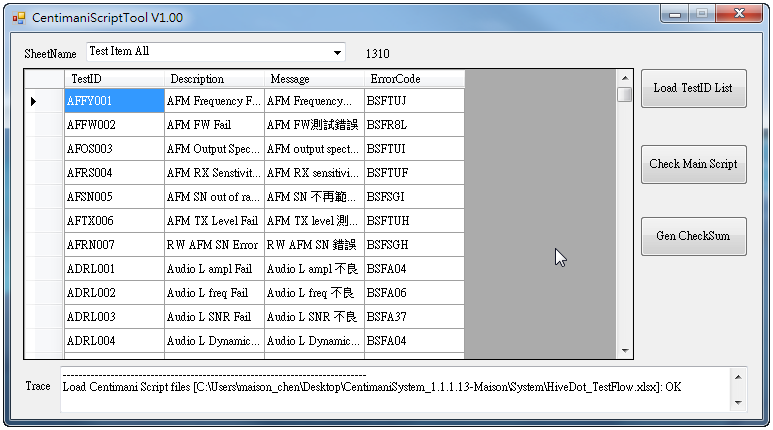 CentimaniScriptTool V1.00
SheetName Test Item All 1310
TestID Description Message ErrorCode
AFFY001 AFM Frequency F... AFM Frequency... BSFTUJ
AFFW002 AFM FW Fail AFM FW測試錯誤 BSFR8L
AFOS003 AFM Output Spec... AFM output spect... BSFTUI
AFRS004 AFM RX Senstivit... AFM RX sensitivi... BSFTUF
AFSN005 AFM SN out of ra... AFM SN 不再範... BSFSGI
AFTX006 AFM TX Level Fail AFM TX level 測... BSFTUH
AFRN007 RW AFM SN Error RW AFM SN 錯誤 BSFSGH
ADRL001 Audio L ampl Fail Audio L ampl 不良 BSFA04
ADRL002 Audio L freq Fail Audio L freq 不良 BSFA06
ADRL003 Audio L SNR Fail Audio L SNR 不良 BSFA37
ADRL004 Audio L Dynamic... Audio L Dynamic... BSFA04
Load TestID List
Check Main Script
Gen CheckSum
Trace
--------------------------------------------------------------------------------
Load Centimani Script files [C:\Users\maison_chen\Desktop\CentimaniSystem_1.1.1.13-Maison\System\HiveDot_TestFlow.xlsx]: OK